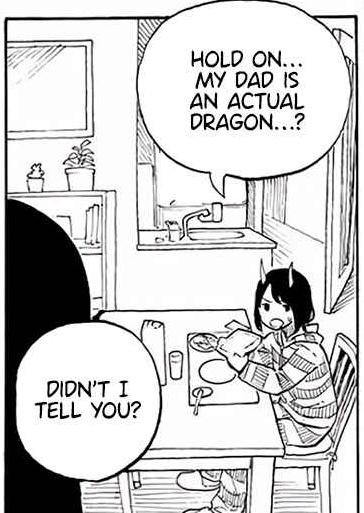 HOLD ON...
MY DAD IS
AN ACTUAL
DRAGON...?
DIDN'T I
TELL YOU?